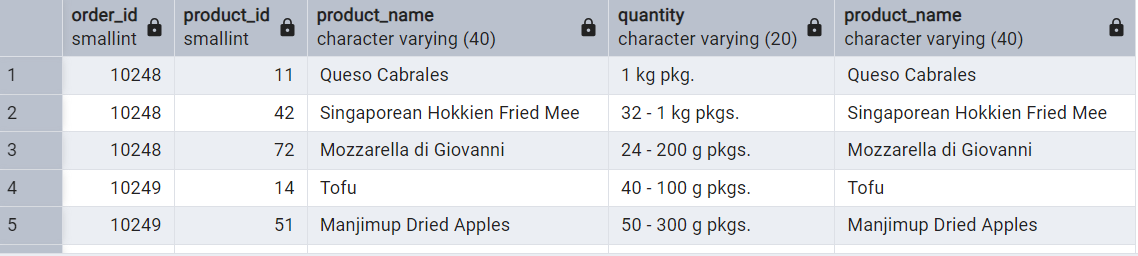 order_id product_id product_name quantity product_name
smallint smallint character varying (40) character varying (20) character varying (40)
1 10248 11 Queso Cabrales 1 kg pkg. Queso Cabrales
2 10248 42 Singaporean Hokkien Fried Mee 32 - 1 kg pkgs. Singaporean Hokkien Fried Mee
3 10248 72 Mozzarella di Giovanni 24 - 200 g pkgs. Mozzarella di Giovanni
4 10249 14 Tofu 40 - 100 g pkgs. Tofu
5 10249 51 Manjimup Dried Apples 50 - 300 g pkgs. Manjimup Dried Apples